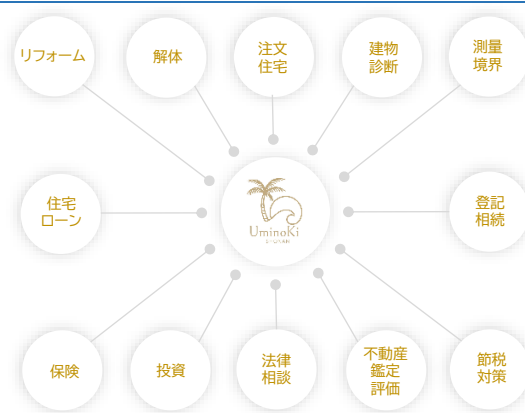 リフォーム
解体
注文
住宅
建物
診断
測量
境界
住宅
ローン
UminoKi
登記
相続
保険
投資
法律
相談
不動産
鑑定
評価
節税
対策